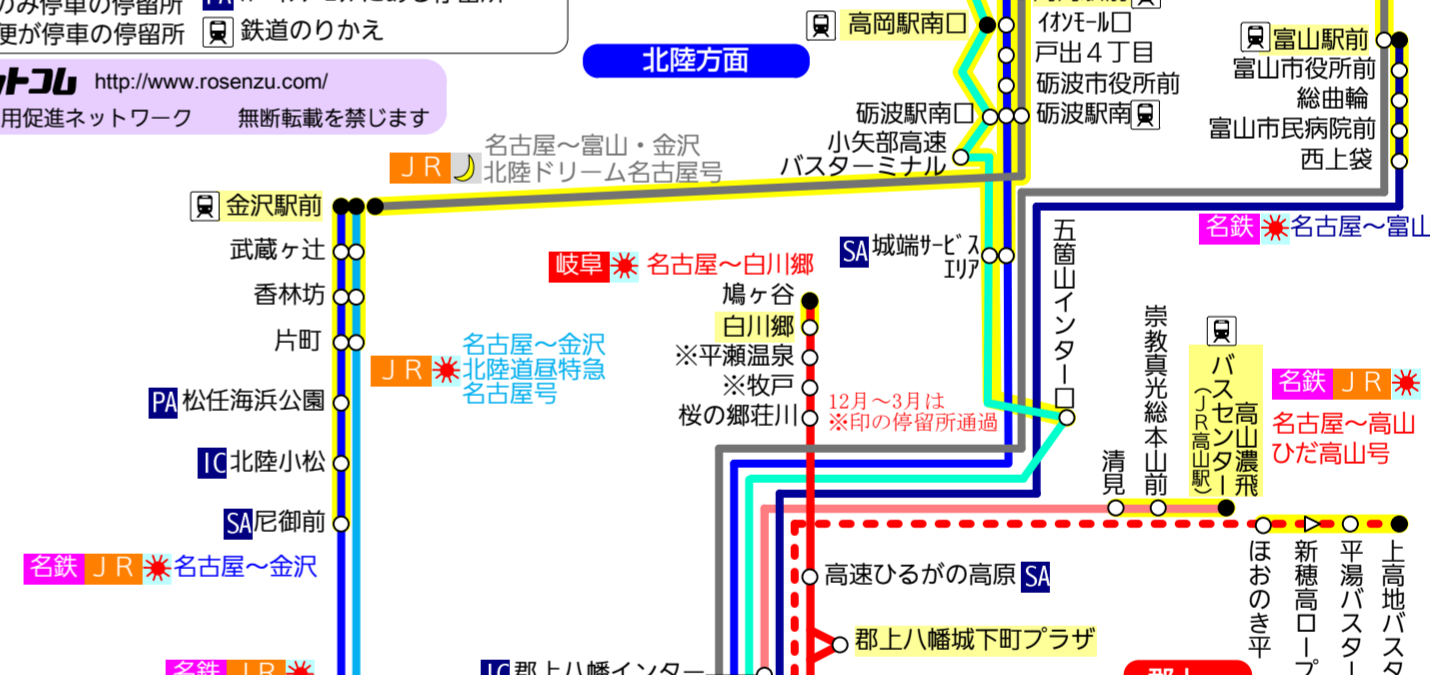 のみ停車の停留所
便が停車の停留所
鉄道のりかえ
ットコム http://www.rosenzu.com/
用促進ネットワーク 無断転載を禁じます
北陸方面
高岡駅南口
イオンモール口
戸出４丁目
砺波市役所前
砺波駅南口
砺波駅南
小矢部高速
バスターミナル
富山駅前
富山市役所前
総曲輪
富山市民病院前
西上袋
名古屋～富山・金沢
ＪＲ 北陸ドリーム名古屋号
金沢駅前
武蔵ヶ辻
香林坊
片町
PA 松任海浜公園
IC 北陸小松
SA 尼御前
名鉄 ＪＲ 名古屋～金沢
名古屋～金沢
ＪＲ 北陸道昼特急
名古屋号
岐阜 名古屋～白川郷
鳩ヶ谷
白川郷
※平瀬温泉
※牧戸
桜の郷荘川
12月～3月は
※印の停留所通過
SA 城端サービス
エリア
五箇山インター口
名鉄 名古屋～富山
清見
崇教真光総本山前
高山濃飛
バスセンター
（ＪＲ高山駅）
名鉄 ＪＲ
名古屋～高山
ひだ高山号
ほおのき平
新穂高ロープ
平湯バスター
上高地バスタ
高速ひるがの高原 SA
郡上八幡城下町プラザ
名鉄 ＪＲ
IC 郡上八幡インター
郡上